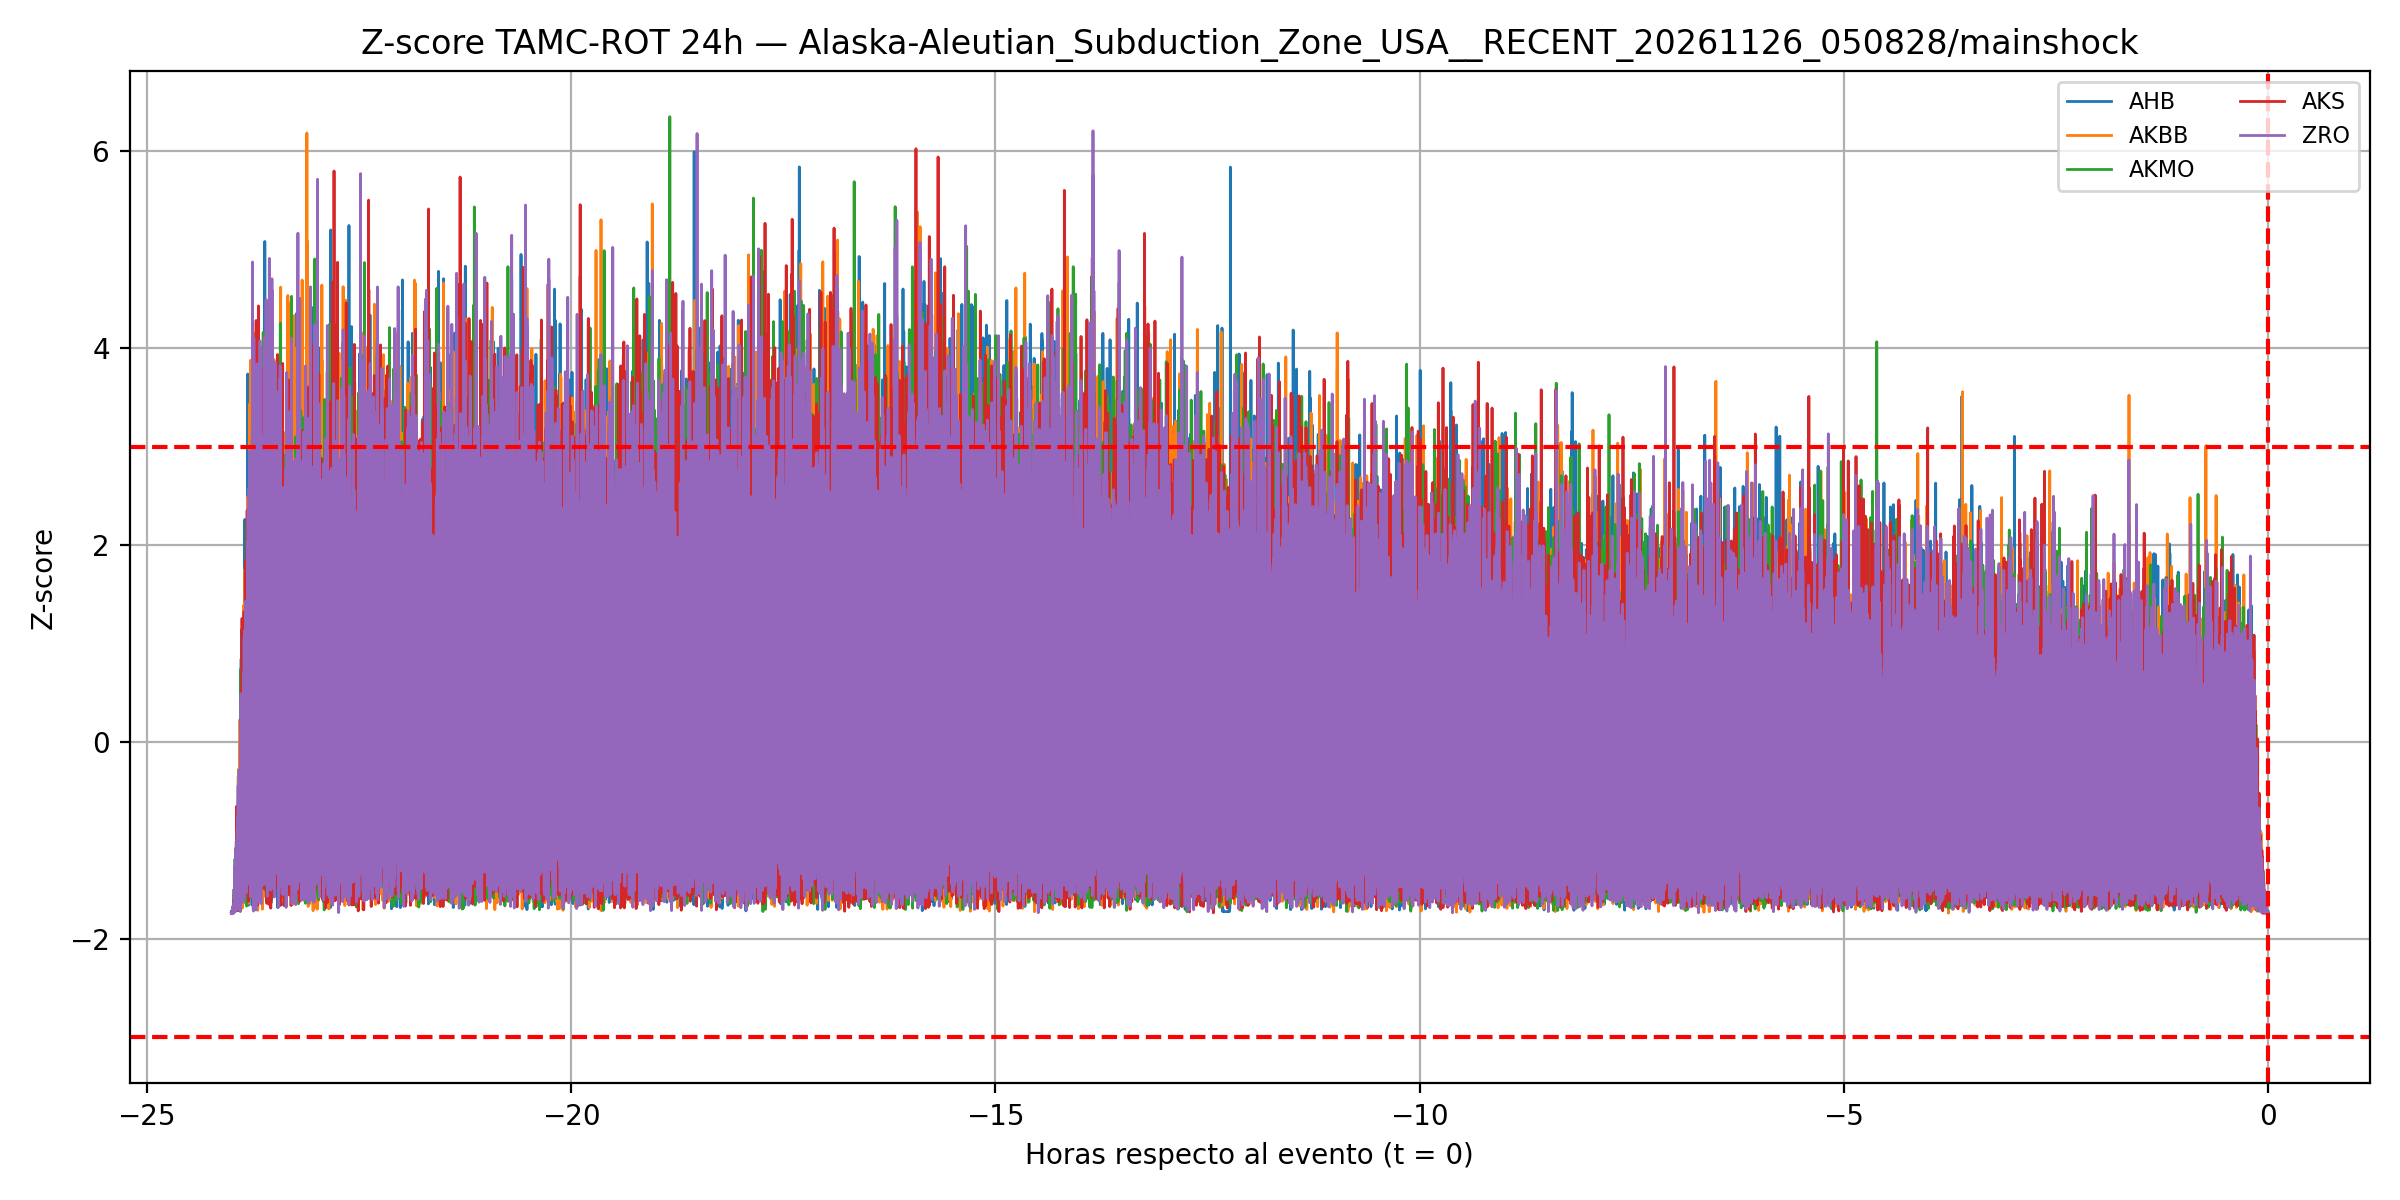 Z-score TAMC-ROT 24h — Alaska-Aleutian_Subduction_Zone_USA__RECENT_20261126_050828/mainshock
AHB
AKBB
AKMO
AKS
ZRO
6
4
2
0
−2
Z-score
−25
−20
−15
−10
−5
0
Horas respecto al evento (t = 0)